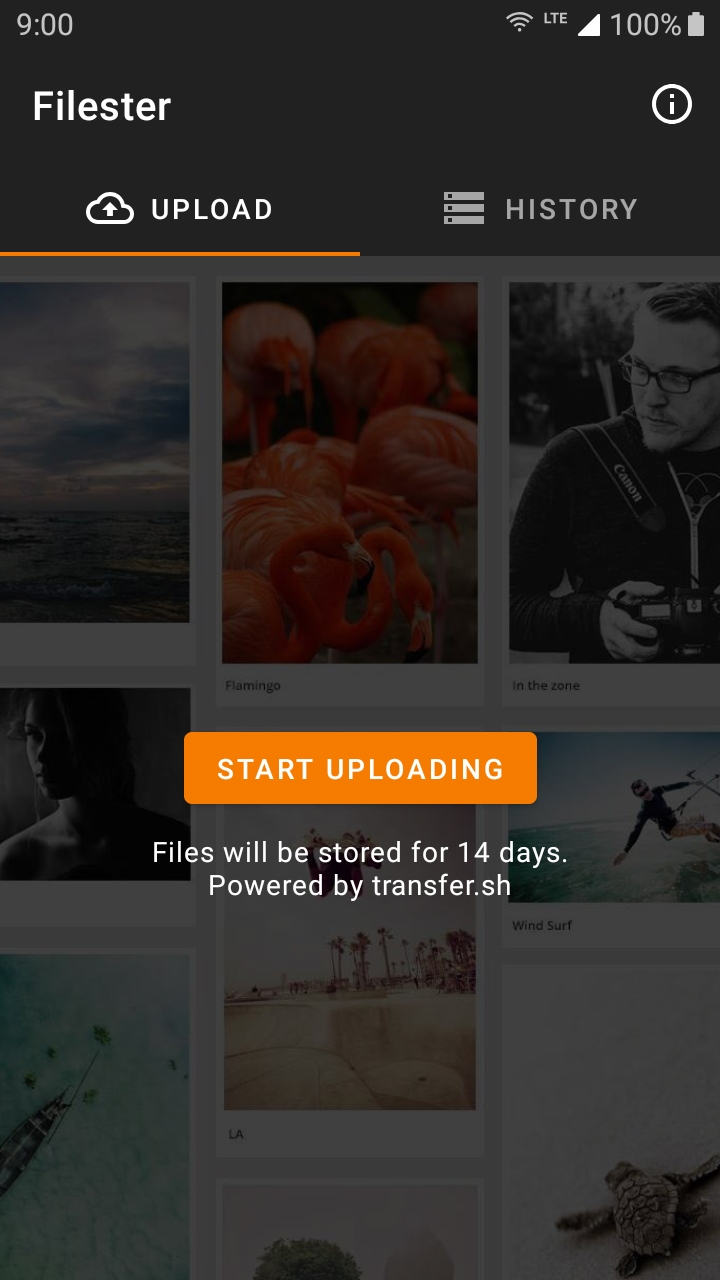 9:00 LTE 100%
Filester
UPLOAD HISTORY
Canon
Flamingo
In the zone
START UPLOADING
Files will be stored for 14 days.
Powered by transfer.sh
Wind Surf
LA